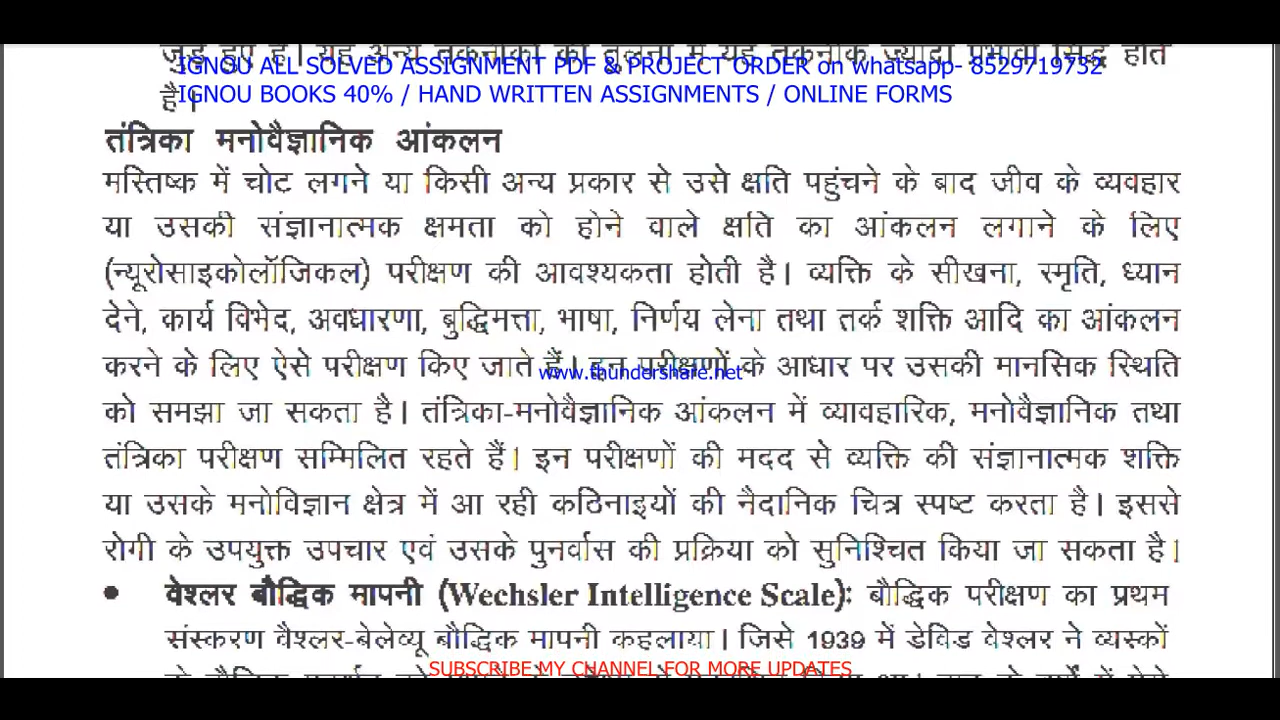 जुड़े हुए हैं। यह अन्य तकनीकों की तुलना में यह तकनीक ज्यादा प्रभावी सिद्ध होते
IGNOU ALL SOLVED ASSIGNMENT PDF & PROJECT ORDER on whatsapp- 8529719732
है।
IGNOU BOOKS 40% / HAND WRITTEN ASSIGNMENTS / ONLINE FORMS
तंत्रिका मनोवैज्ञानिक आंकलन
मस्तिष्क में चोट लगने या किसी अन्य प्रकार से उसे क्षति पहुंचने के बाद जीव के व्यवहार
या उसकी संज्ञानात्मक क्षमता को होने वाले क्षति का आंकलन लगाने के लिए
(न्यूरोसाइकोलॉजिकल) परीक्षण की आवश्यकता होती है। व्यक्ति के सीखना, स्मृति, ध्यान
देने, कार्य विभेद, अवधारणा, बुद्धिमत्ता, भाषा, निर्णय लेना तथा तर्क शक्ति आदि का आंकलन
करने के लिए ऐसे परीक्षण किए जाते हैं। इन परीक्षणों के आधार पर उसकी मानसिक स्थिति
www.thundershare.net
को समझा जा सकता है। तंत्रिका-मनोवैज्ञानिक आंकलन में व्यावहारिक, मनोवैज्ञानिक तथा
तंत्रिका परीक्षण सम्मिलित रहते हैं। इन परीक्षणों की मदद से व्यक्ति की संज्ञानात्मक शक्ति
या उसके मनोविज्ञान क्षेत्र में आ रही कठिनाइयों की नैदानिक चित्र स्पष्ट करता है। इससे
रोगी के उपयुक्त उपचार एवं उसके पुनर्वास की प्रक्रिया को सुनिश्चित किया जा सकता है।
• वेश्लर बौद्धिक मापनी (Wechsler Intelligence Scale): बौद्धिक परीक्षण का प्रथम
संस्करण वैश्लर-बेलेव्यू बौद्धिक मापनी कहलाया। जिसे 1939 में डेविड वेश्लर ने व्यस्कों
SUBSCRIBE MY CHANNEL FOR MORE UPDATES